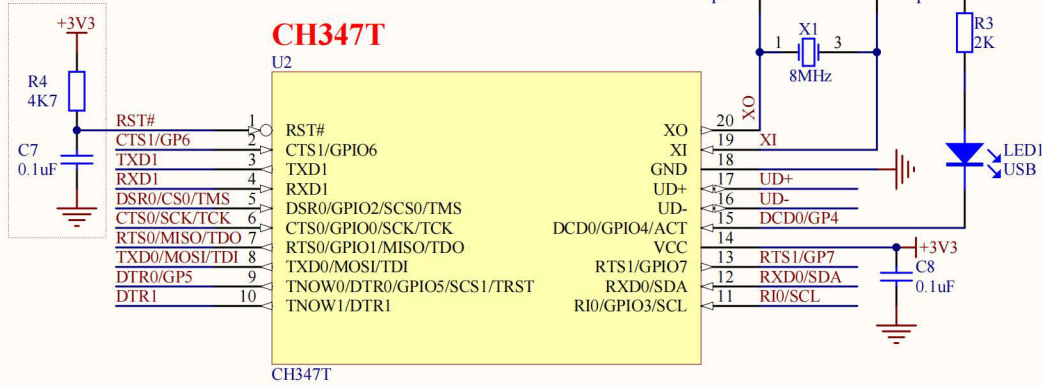 +3V3
R4
4K7
C7
0.1uF
CH347T
U2
RST#
CTS1/GP6
TXD1
RXD1
DSR0/CS0/TMS
CTS0/SCK/TCK
RTS0/MISO/TDO
TXD0/MOSI/TDI
DTR0/GP5
DTR1
1
2
3
4
5
6
7
8
9
10
RST#
CTS1/GPIO6
TXD1
RXD1
DSR0/GPIO2/SCS0/TMS
CTS0/GPIO0/SCK/TCK
RTS0/GPIO1/MISO/TDO
TXD0/MOSI/TDI
TNOW0/DTR0/GPIO5/SCS1/TRST
TNOW1/DTR1
XO
XI
GND
UD+
UD-
DCD0/GPIO4/ACT
VCC
RTS1/GPIO7
RXD0/SDA
RI0/GPIO3/SCL
20
19
18
17
16
15
14
13
12
11
XO
XI
UD+
UD-
DCD0/GP4
RTS1/GP7
RXD0/SDA
RI0/SCL
CH347T
X1
1 3
8MHz
R3
2K
LED1
USB
+3V3
C8
0.1uF